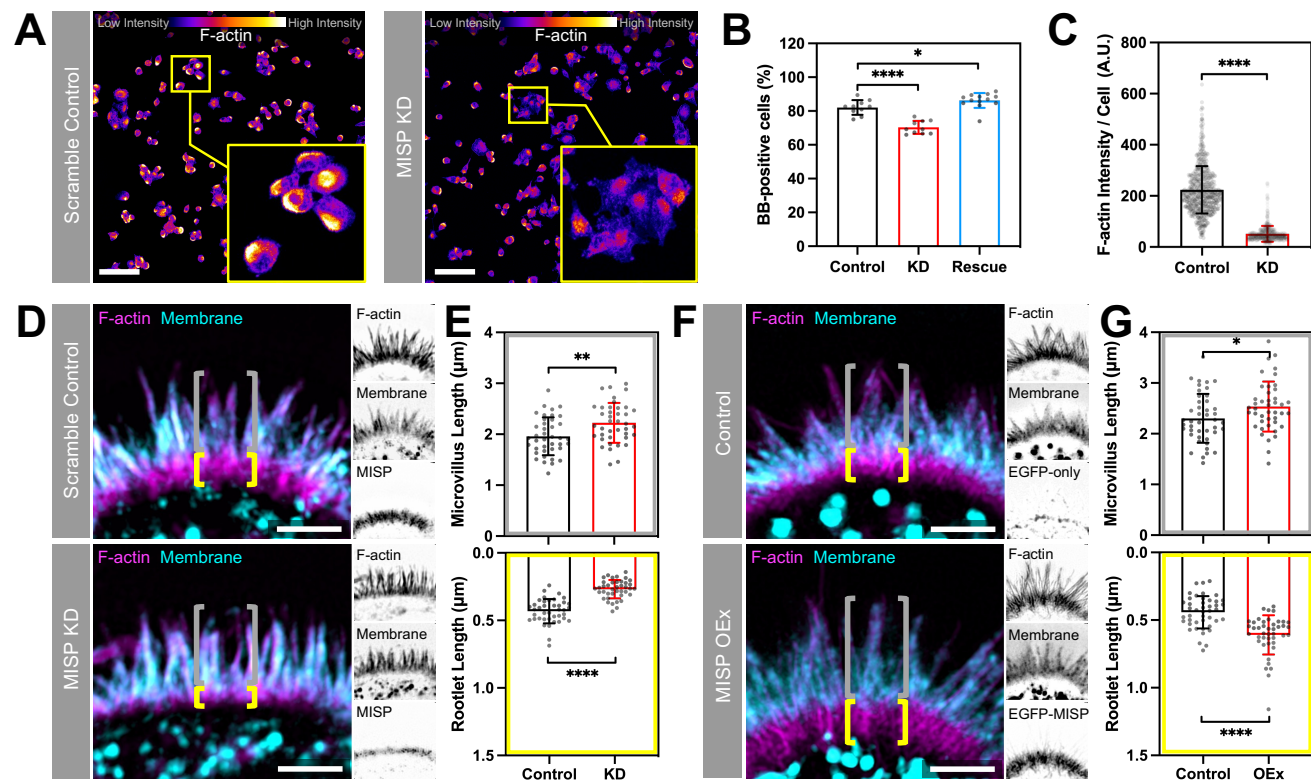 A
Scramble Control
Low Intensity High Intensity
F-actin
MISP KD
Low Intensity High Intensity
F-actin
B
BB-positive cells (%)
120
100
80
60
40
20
0
*
****
Control KD Rescue
C
F-actin Intensity / Cell (A.U.)
800
600
400
200
0
****
Control KD
D
Scramble Control
F-actin Membrane
F-actin
Membrane
MISP
MISP KD
F-actin Membrane
F-actin
Membrane
MISP
E
Microvillus Length (µm)
4
3
2
1
0
**
Rootlet Length (µm)
0.0
0.5
1.0
1.5
****
Control KD
F
Control
F-actin Membrane
F-actin
Membrane
EGFP-only
MISP OEx
F-actin Membrane
F-actin
Membrane
EGFP-MISP
G
Microvillus Length (µm)
4
3
2
1
0
*
Rootlet Length (µm)
0.0
0.5
1.0
1.5
****
Control OEx